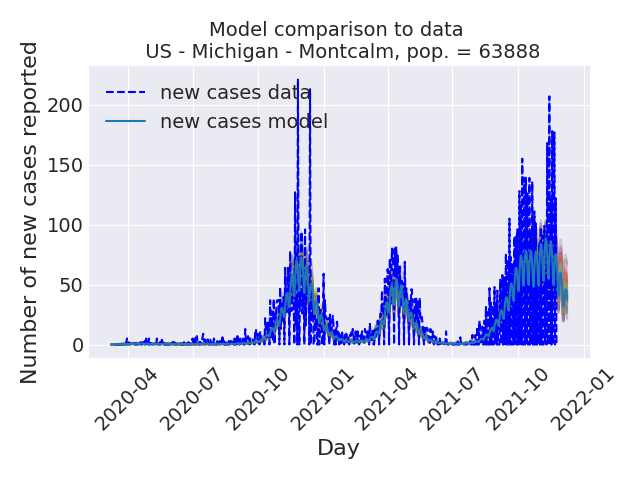 Model comparison to data
US - Michigan - Montcalm, pop. = 63888
new cases data
new cases model
Number of new cases reported
200
150
100
50
0
2020-04
2020-07
2020-10
2021-01
2021-04
2021-07
2021-10
2022-01
Day